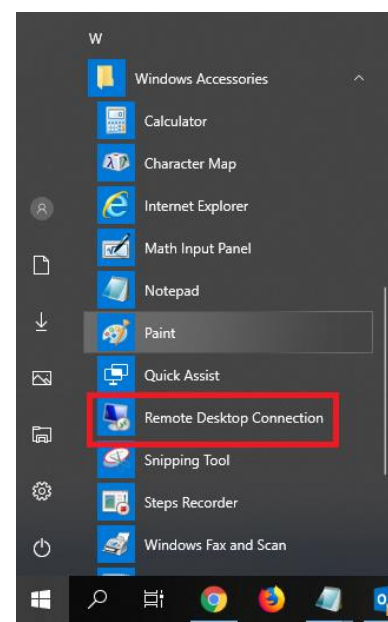 W
Windows Accessories
Calculator
Character Map
Internet Explorer
Math Input Panel
Notepad
Paint
Quick Assist
Remote Desktop Connection
Snipping Tool
Steps Recorder
Windows Fax and Scan